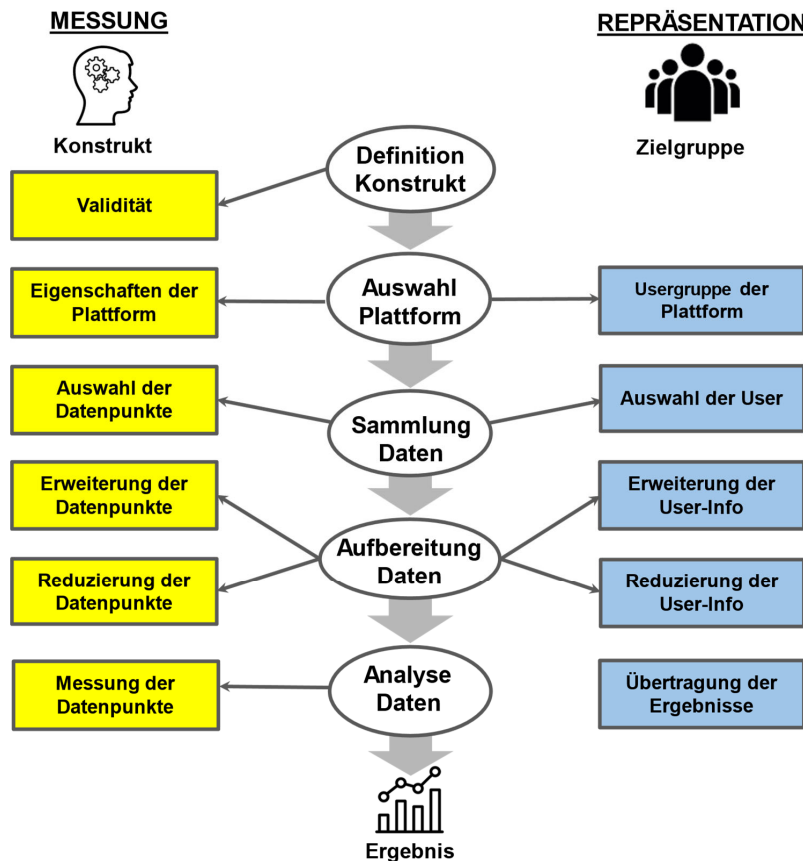 MESSUNG
REPRÄSENTATION
Konstrukt
Zielgruppe
Definition
Konstrukt
Validität
Eigenschaften der
Plattform
Auswahl
Plattform
Usergruppe der
Plattform
Auswahl der
Datenpunkte
Sammlung
Daten
Auswahl der User
Erweiterung der
Datenpunkte
Aufbereitung
Daten
Erweiterung der
User-Info
Reduzierung der
Datenpunkte
Reduzierung der
User-Info
Messung der
Datenpunkte
Analyse
Daten
Übertragung der
Ergebnisse
Ergebnis